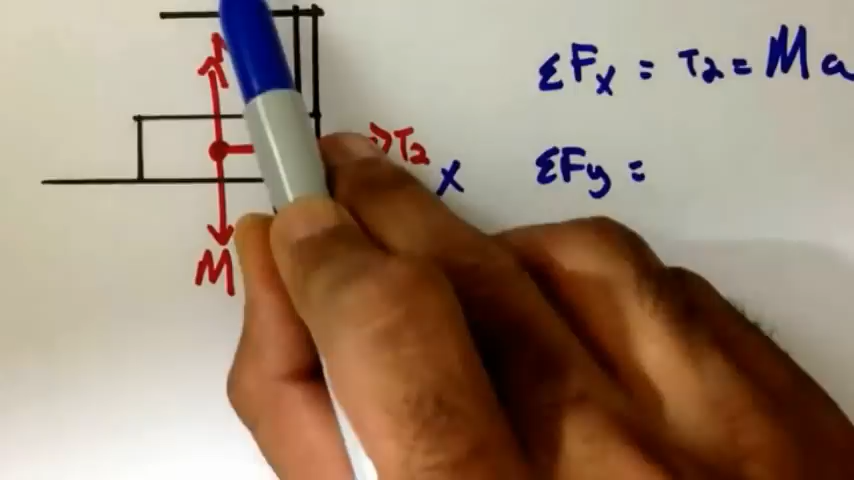 ΣFx = T2 = Ma
T2
x
ΣFy =
M